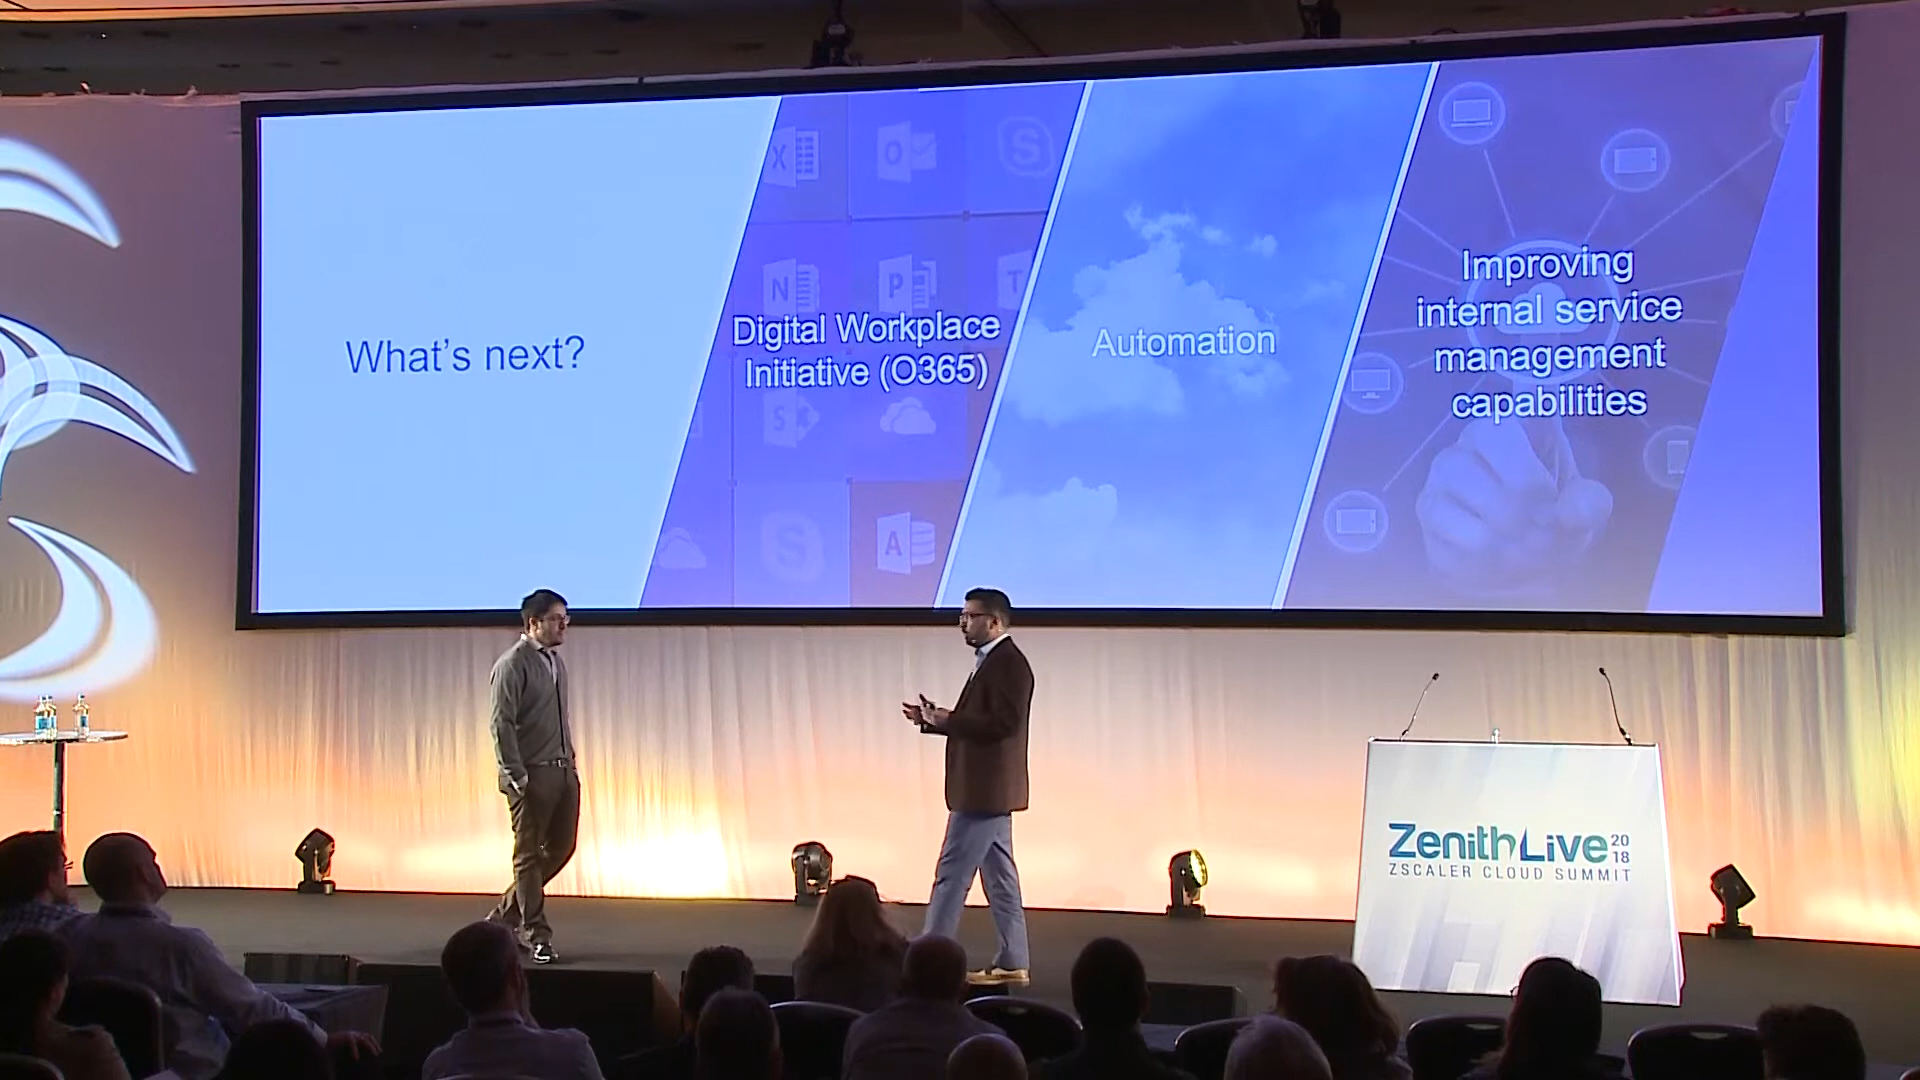 What's next?
Digital Workplace
Initiative (O365)
Automation
Improving
internal service
management
capabilities
X
O
S
N
P
T
S
S
A
ZenithLive 20
18
ZSCALER CLOUD SUMMIT